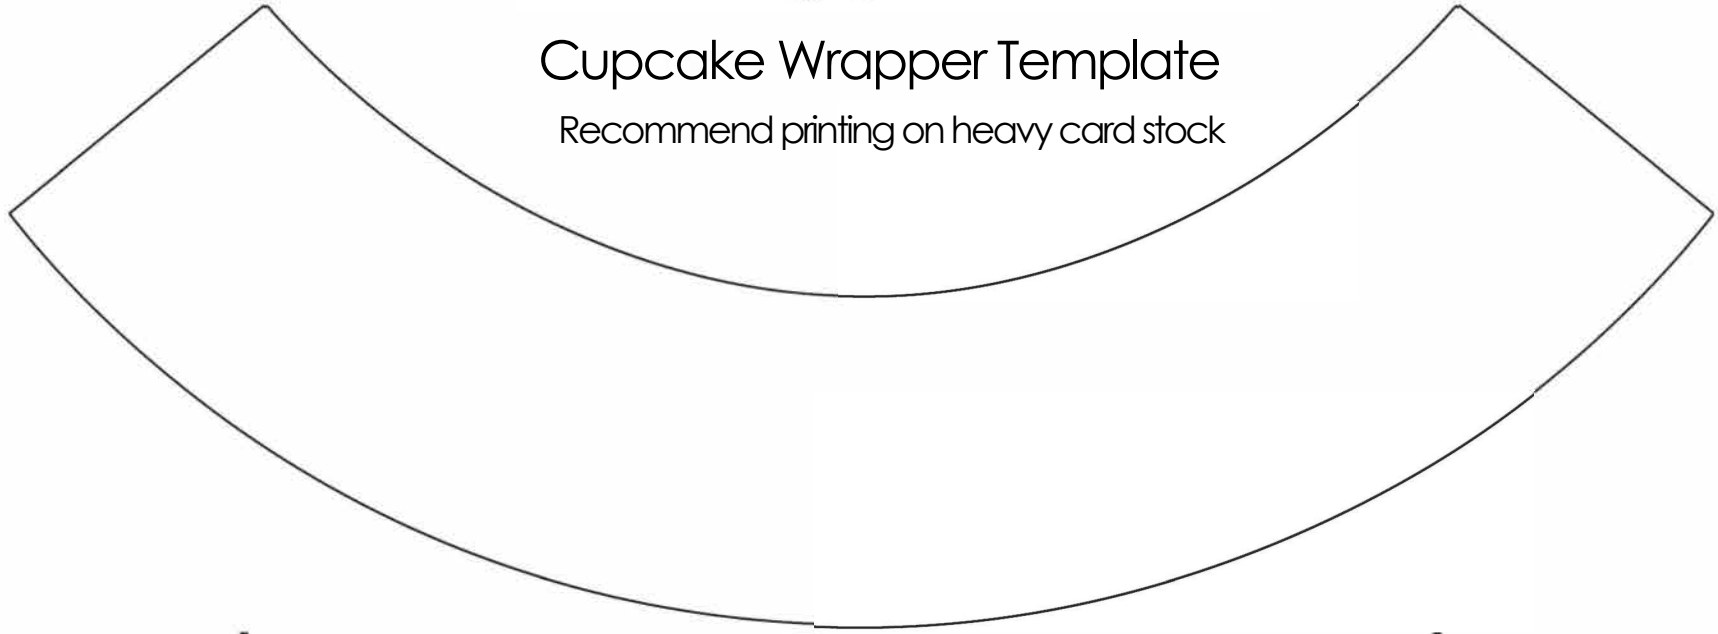 Cupcake Wrapper Template
Recommend printing on heavy card stock